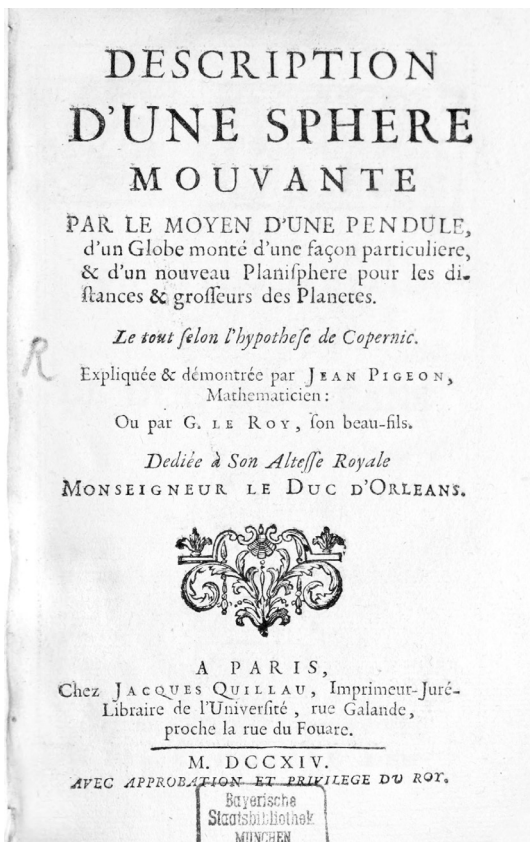 DESCRIPTION
D'UNE SPHERE
MOUVANTE
PAR LE MOYEN D'UNE PENDULE,
d'un Globe monté d'une façon particuliere,
& d'un nouveau Planiſphere pour les di-
ſtances & groſſeurs des Planetes.
Le tout ſelon l'hypotheſe de Copernic.
R
Expliquée & démontrée par JEAN PIGEON,
Mathematicien:
Ou par G. LE ROY, ſon beau-fils.
Dediée à Son Alteſſe Royale
MONSEIGNEUR LE DUC D'ORLEANS.
A PARIS,
Chez JACQUES QUILLAU, Imprimeur-Juré-
Libraire de l'Univerſité, rue Galande,
proche la rue du Fouare.
M. DCCXIV.
AVEC APPROBATION ET PRIVILEGE DU ROY.
Bayerische
Staatsbibliothek
MÜNCHEN